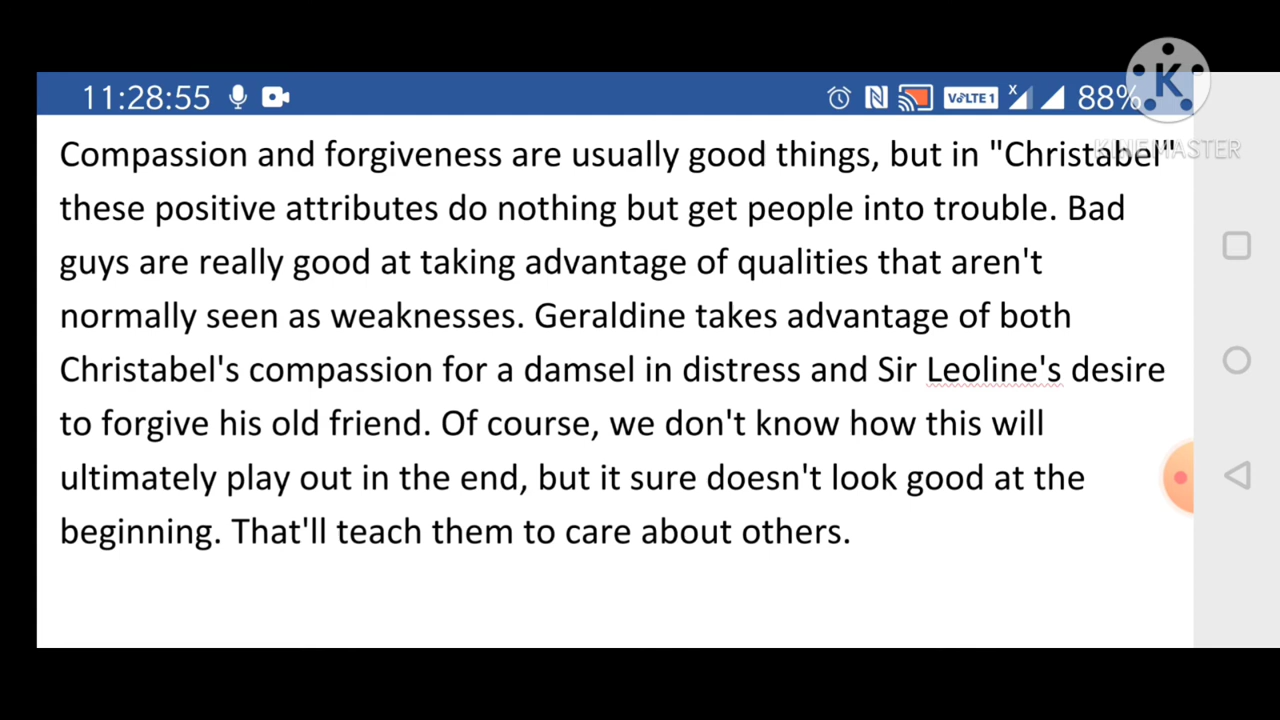 11:28:55 VoLTE1 88%
K
KINEMASTER
Compassion and forgiveness are usually good things, but in "Christabel"
these positive attributes do nothing but get people into trouble. Bad
guys are really good at taking advantage of qualities that aren't
normally seen as weaknesses. Geraldine takes advantage of both
Christabel's compassion for a damsel in distress and Sir Leoline's desire
to forgive his old friend. Of course, we don't know how this will
ultimately play out in the end, but it sure doesn't look good at the
beginning. That'll teach them to care about others.